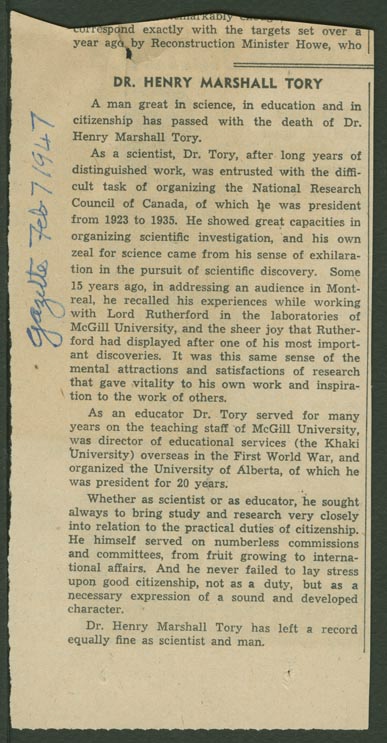 correspond exactly with the targets set over a
year ago by Reconstruction Minister Howe, who
DR. HENRY MARSHALL TORY
A man great in science, in education and in
citizenship has passed with the death of Dr.
Henry Marshall Tory.
As a scientist, Dr. Tory, after long years of
distinguished work, was entrusted with the diffi-
cult task of organizing the National Research
Council of Canada, of which he was president
from 1923 to 1935. He showed great capacities in
organizing scientific investigation, and his own
zeal for science came from his sense of exhilara-
tion in the pursuit of scientific discovery. Some
15 years ago, in addressing an audience in Mont-
real, he recalled his experiences while working
with Lord Rutherford in the laboratories of
McGill University, and the sheer joy that Ruther-
ford had displayed after one of his most import-
ant discoveries. It was this same sense of the
mental attractions and satisfactions of research
that gave vitality to his own work and inspira-
tion to the work of others.
As an educator Dr. Tory served for many
years on the teaching staff of McGill University,
was director of educational services (the Khaki
University) overseas in the First World War, and
organized the University of Alberta, of which he
was president for 20 years.
Whether as scientist or as educator, he sought
always to bring study and research very closely
into relation to the practical duties of citizenship.
He himself served on numberless commissions
and committees, from fruit growing to interna-
tional affairs. And he never failed to lay stress
upon good citizenship, not as a duty, but as a
necessary expression of a sound and developed
character.
Dr. Henry Marshall Tory has left a record
equally fine as scientist and man.
Gazette Feb 7 1947